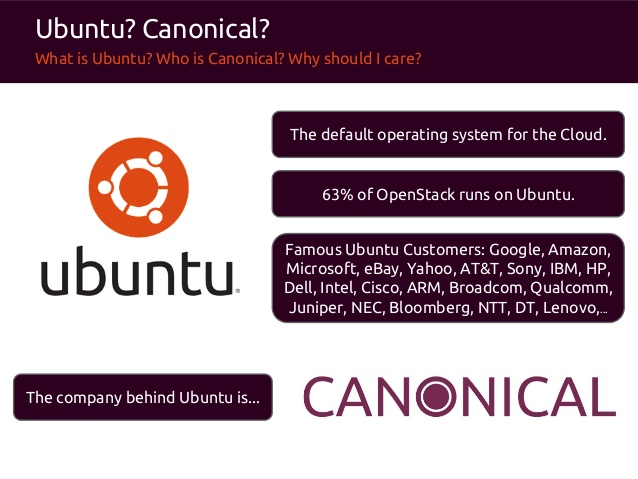 Ubuntu? Canonical?
What is Ubuntu? Who is Canonical? Why should I care?
The default operating system for the Cloud.
63% of OpenStack runs on Ubuntu.
ubuntu®
Famous Ubuntu Customers: Google, Amazon,
Microsoft, eBay, Yahoo, AT&T, Sony, IBM, HP,
Dell, Intel, Cisco, ARM, Broadcom, Qualcomm,
Juniper, NEC, Bloomberg, NTT, DT, Lenovo,...
The company behind Ubuntu is...
CANONICAL